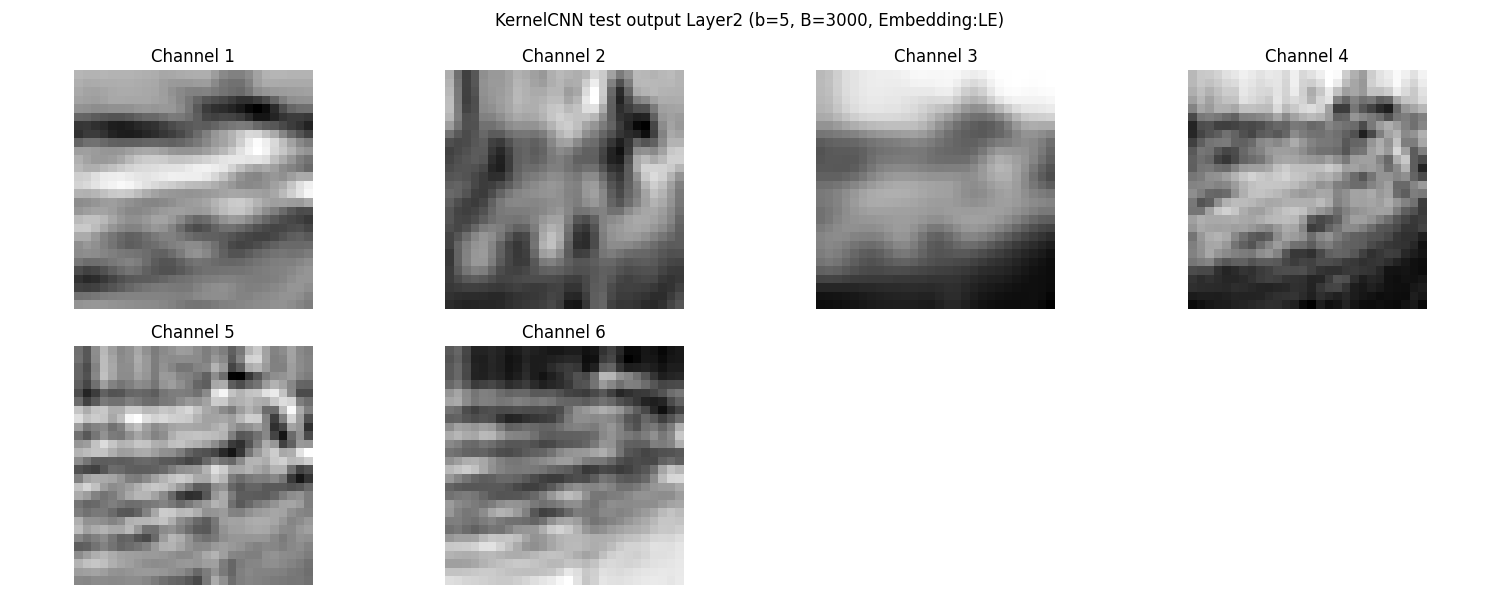 KernelCNN test output Layer2 (b=5, B=3000, Embedding:LE)
Channel 1
Channel 2
Channel 3
Channel 4
Channel 5
Channel 6